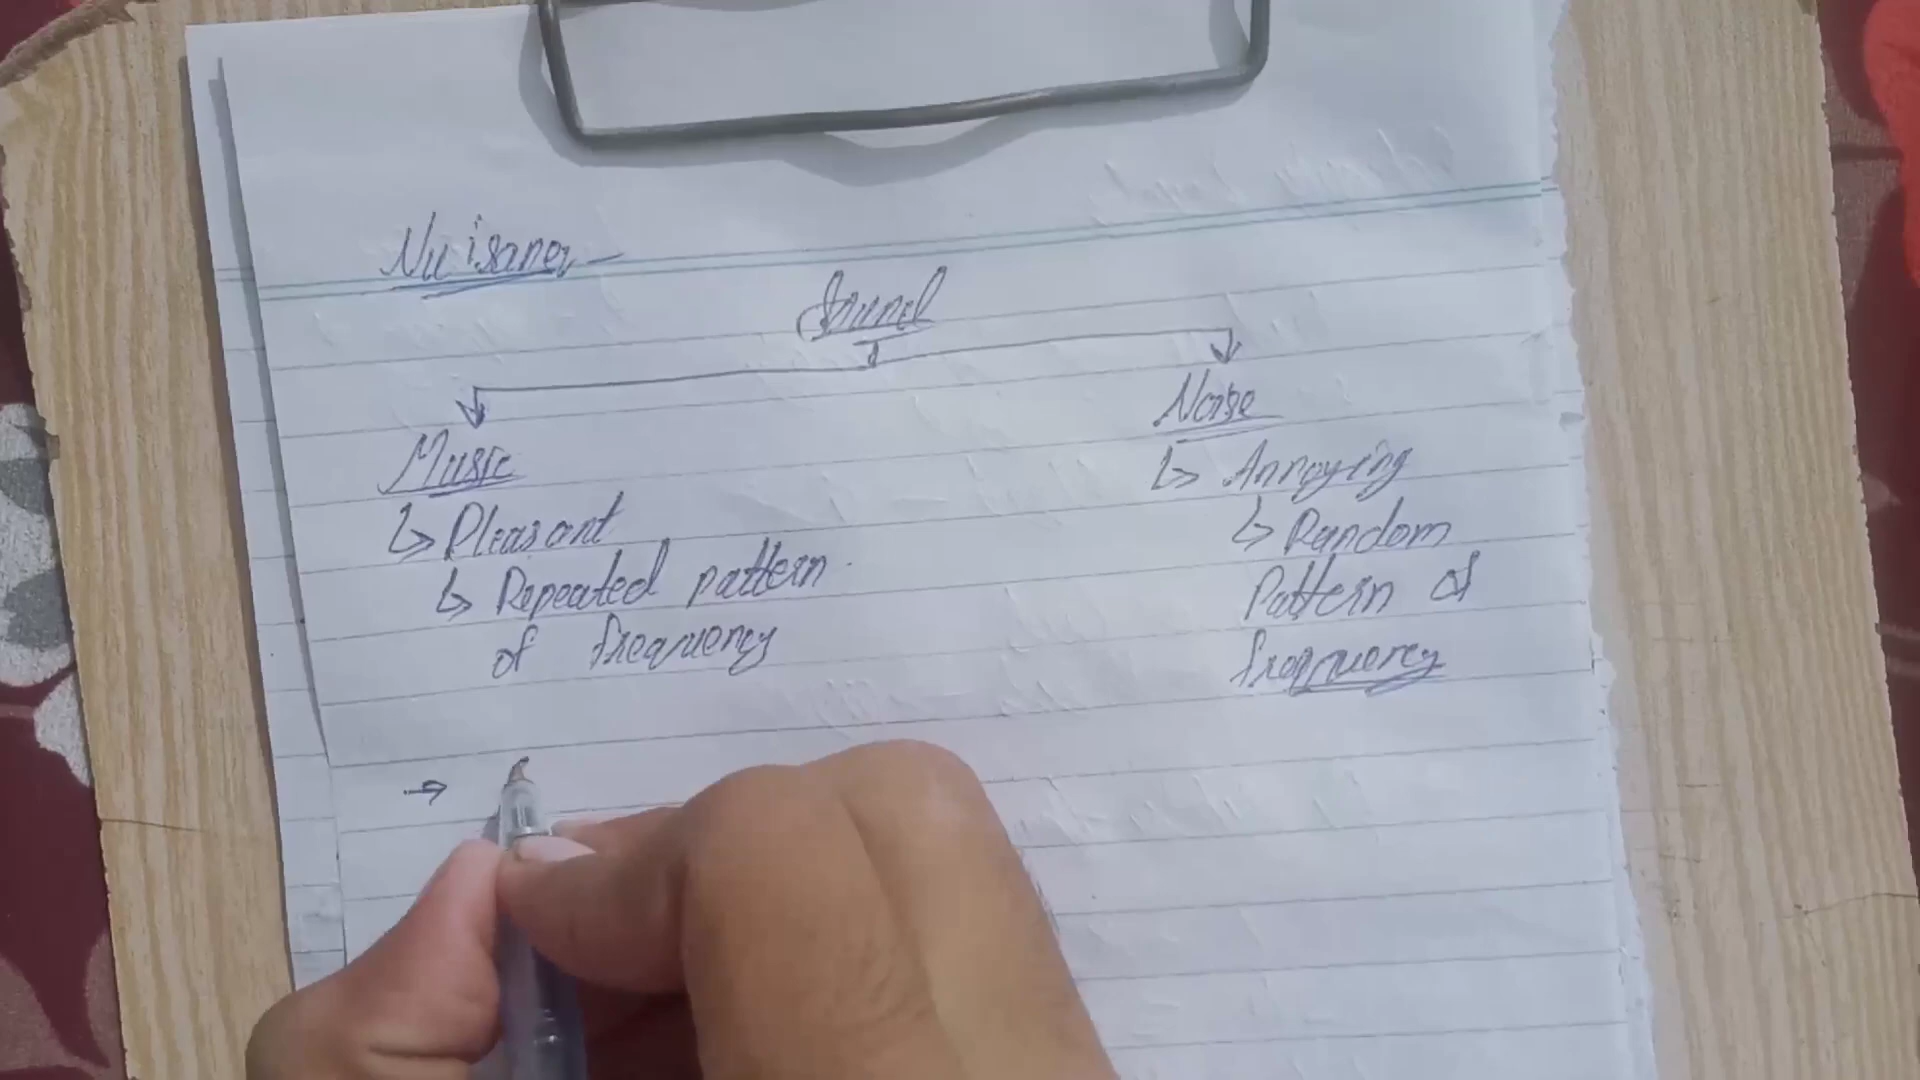 Nuisance
Sound
Music
Noise
↳ Pleasant
↳ Annoying
↳ Repeated pattern
of frequency
↳ Random
Pattern of
frequency
→